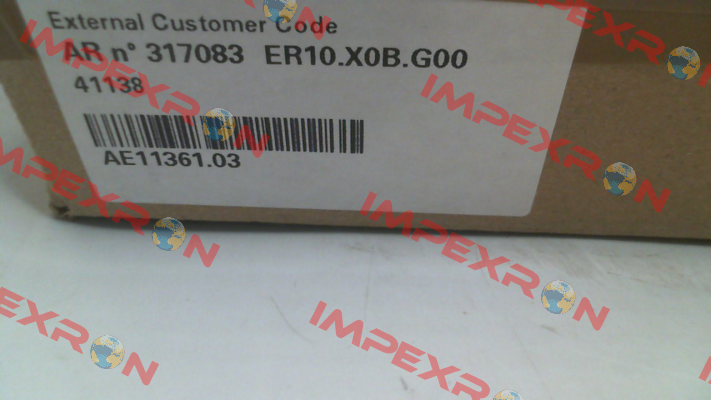 External Customer Code
AR n° 317083 ER10.X0B.G00
41138
AE11361.03
IMPEXRON
IMPEXRON
IMPEXRON
IMPEXRON
IMPEXRON
IMPEXRON